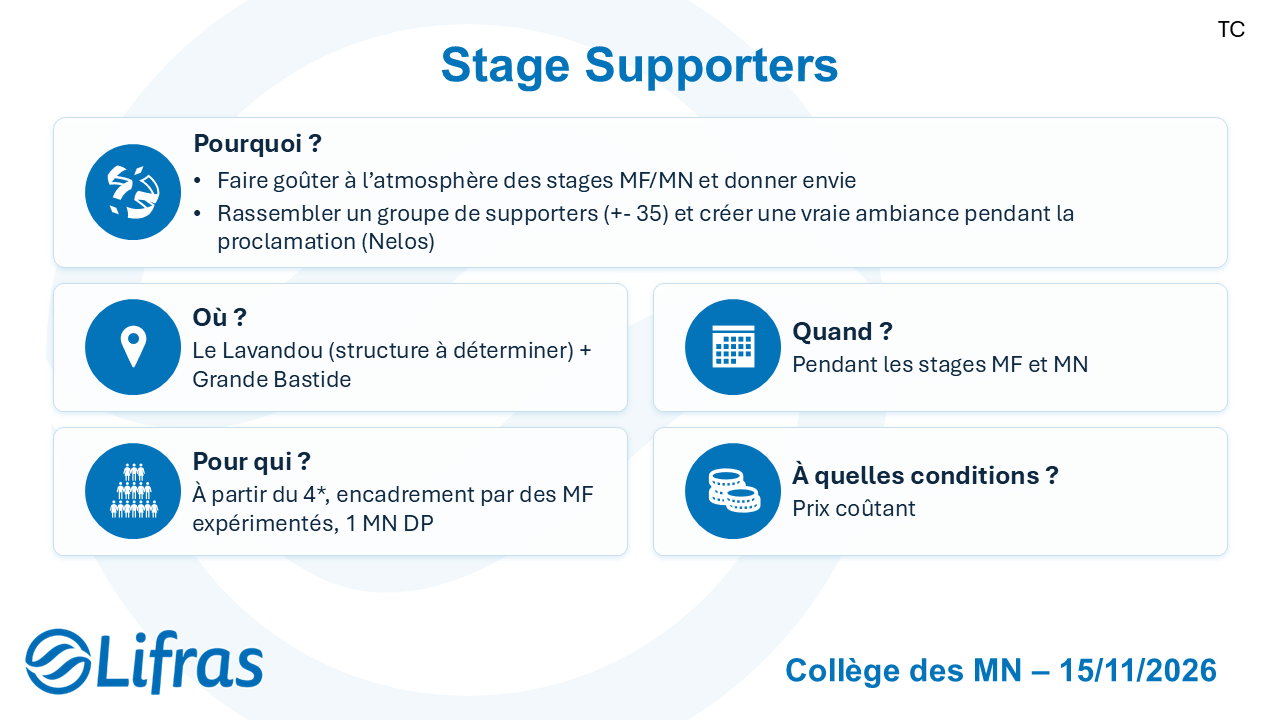 TC
Stage Supporters
Pourquoi ?
• Faire goûter à l’atmosphère des stages MF/MN et donner envie
• Rassembler un groupe de supporters (+- 35) et créer une vraie ambiance pendant la
proclamation (Nelos)
Où ?
Le Lavandou (structure à déterminer) +
Grande Bastide
Quand ?
Pendant les stages MF et MN
Pour qui ?
À partir du 4*, encadrement par des MF
expérimentés, 1 MN DP
À quelles conditions ?
Prix coûtant
Lifras
Collège des MN – 15/11/2026